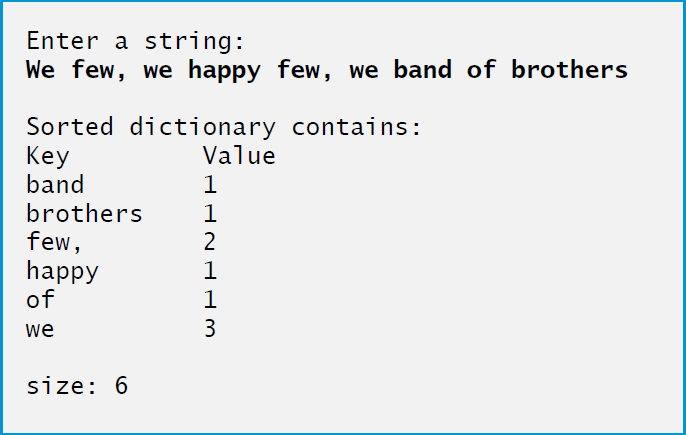 Enter a string:
We few, we happy few, we band of brothers
Sorted dictionary contains:
Key Value
band 1
brothers 1
few, 2
happy 1
of 1
we 3
size: 6